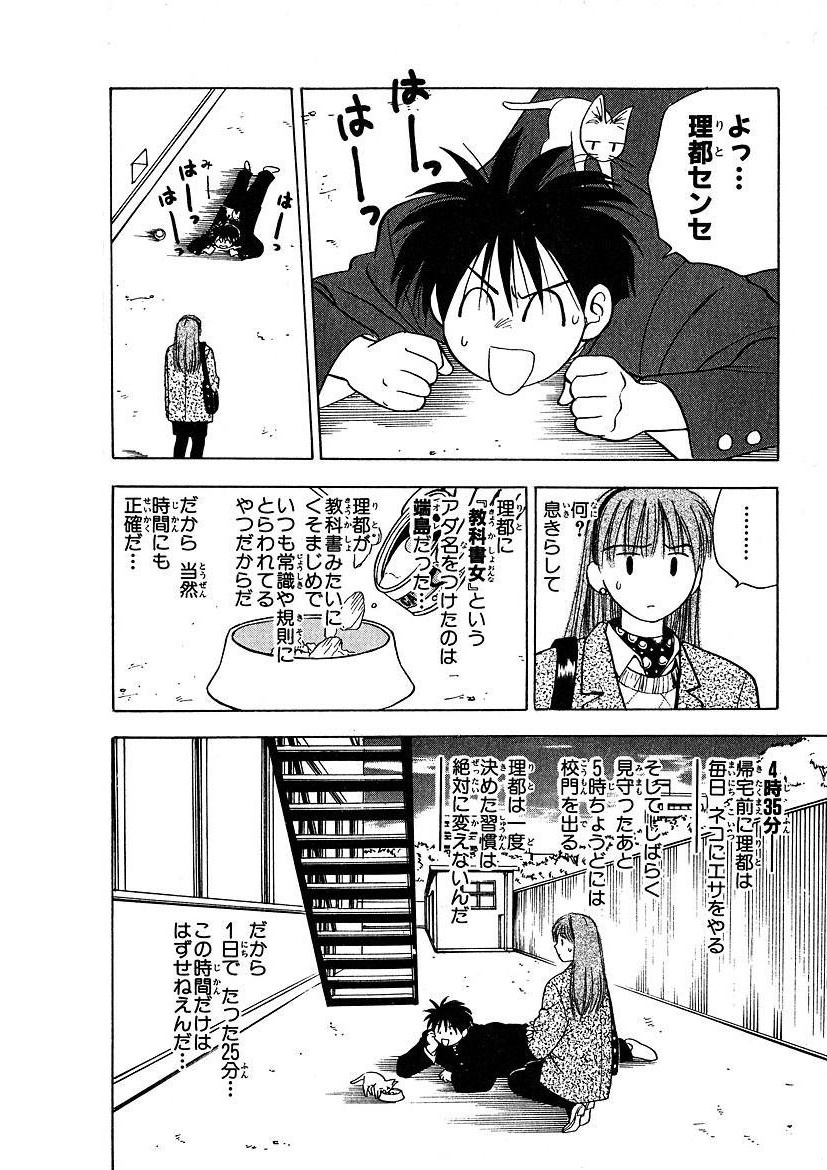 よっ…
理都センセ
はーっ
はーっ
はーっ
み
はーっ
………
何?
息きらして
理都に
『教科書女』という
アダ名をつけたのは
端島だった…
理都が
教科書みたいに
くそまじめで
いつも常識や規則に
とらわれてる
やつだからだ
だから 当然
時間にも
正確だ…
4時35分──
帰宅前に理都は
毎日 ネコにエサをやる
そして しばらく
見守ったあと
5時ちょうどには
校門を出る
理都は一度
決めた習慣は
絶対に変えないんだ
だから
1日で たった25分…
この時間だけは
はずせねえんだ…